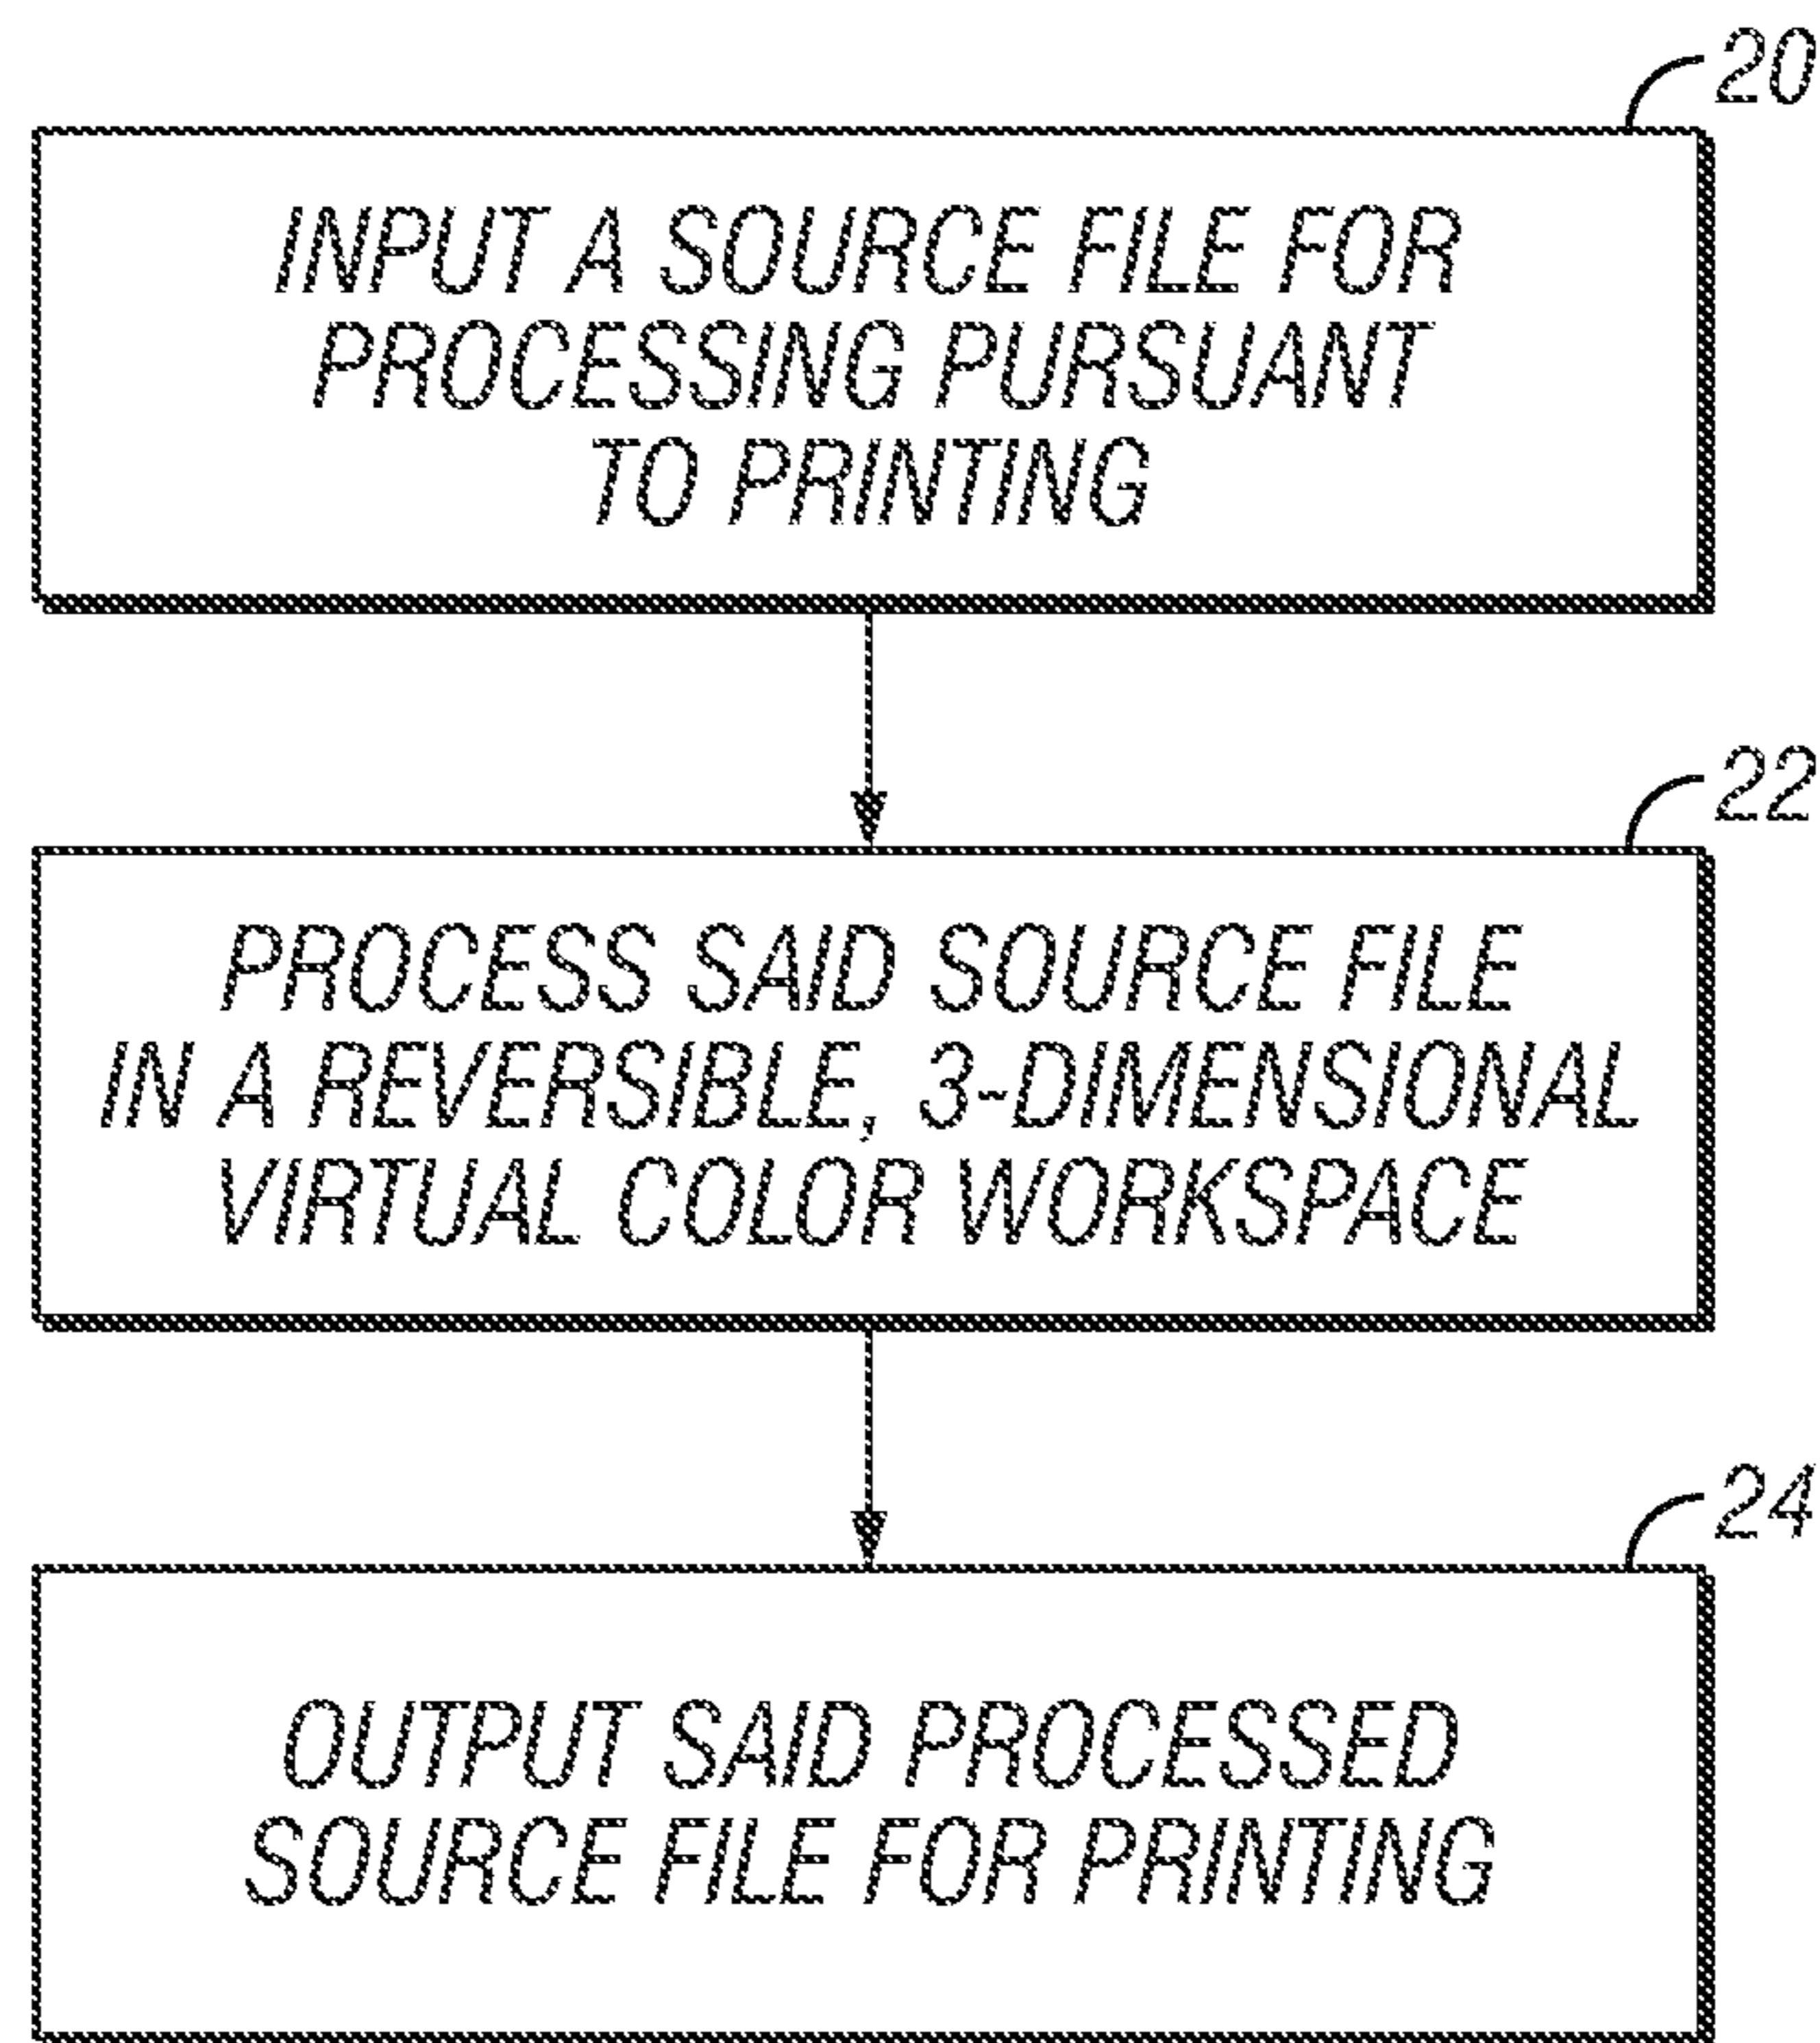 20
INPUT A SOURCE FILE FOR
PROCESSING PURSUANT
TO PRINTING
22
PROCESS SAID SOURCE FILE
IN A REVERSIBLE, 3-DIMENSIONAL
VIRTUAL COLOR WORKSPACE
24
OUTPUT SAID PROCESSED
SOURCE FILE FOR PRINTING